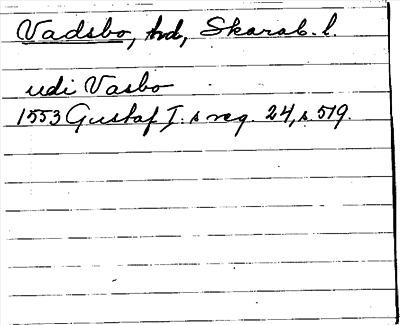 Vadsbo, hd, Skarab. l.
udi Vasbo
1553 Gustaf I. s reg. 24, s. 519.